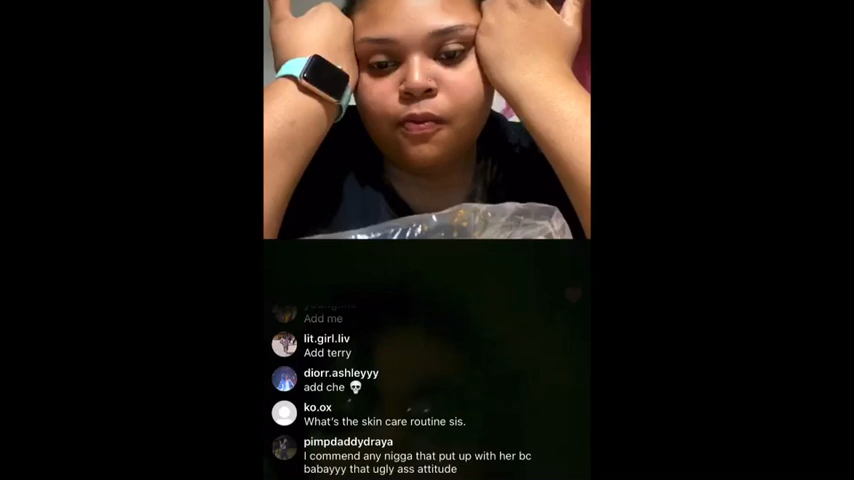 Add me
lit.girl.liv
Add terry
diorr.ashleyyy
add che 💀
ko.ox
What's the skin care routine sis.
pimpdaddydraya
I commend any nigga that put up with her bc
babayyy that ugly ass attitude